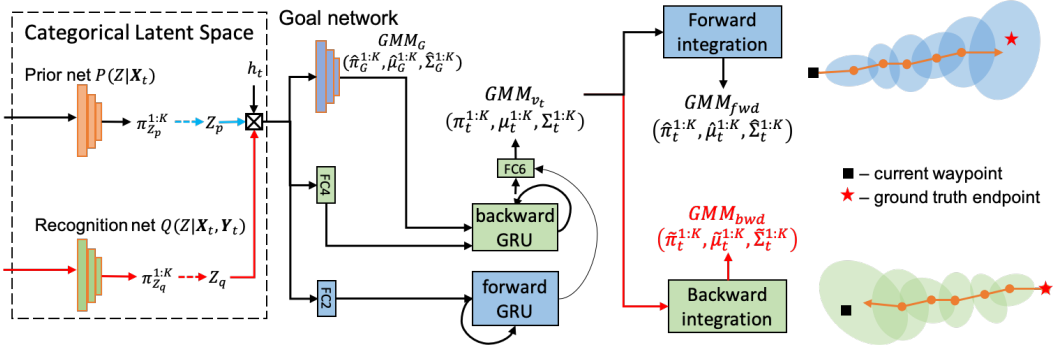 Categorical Latent Space
Prior net P(Z|X_t)
π_{Z_p}^{1:K}
Z_p
h_t
Recognition net Q(Z|X_t, Y_t)
π_{Z_q}^{1:K}
Z_q
Goal network
GMM_G
(π̂_G^{1:K}, μ̂_G^{1:K}, Σ̂_G^{1:K})
GMM_{v_t}
(π_t^{1:K}, μ_t^{1:K}, Σ_t^{1:K})
FC6
FC4
backward
GRU
FC2
forward
GRU
Forward
integration
GMM_{fwd}
(π̂_t^{1:K}, μ̂_t^{1:K}, Σ̂_t^{1:K})
GMM_{bwd}
(π̃_t^{1:K}, μ̃_t^{1:K}, Σ̃_t^{1:K})
Backward
integration
– current waypoint
– ground truth endpoint